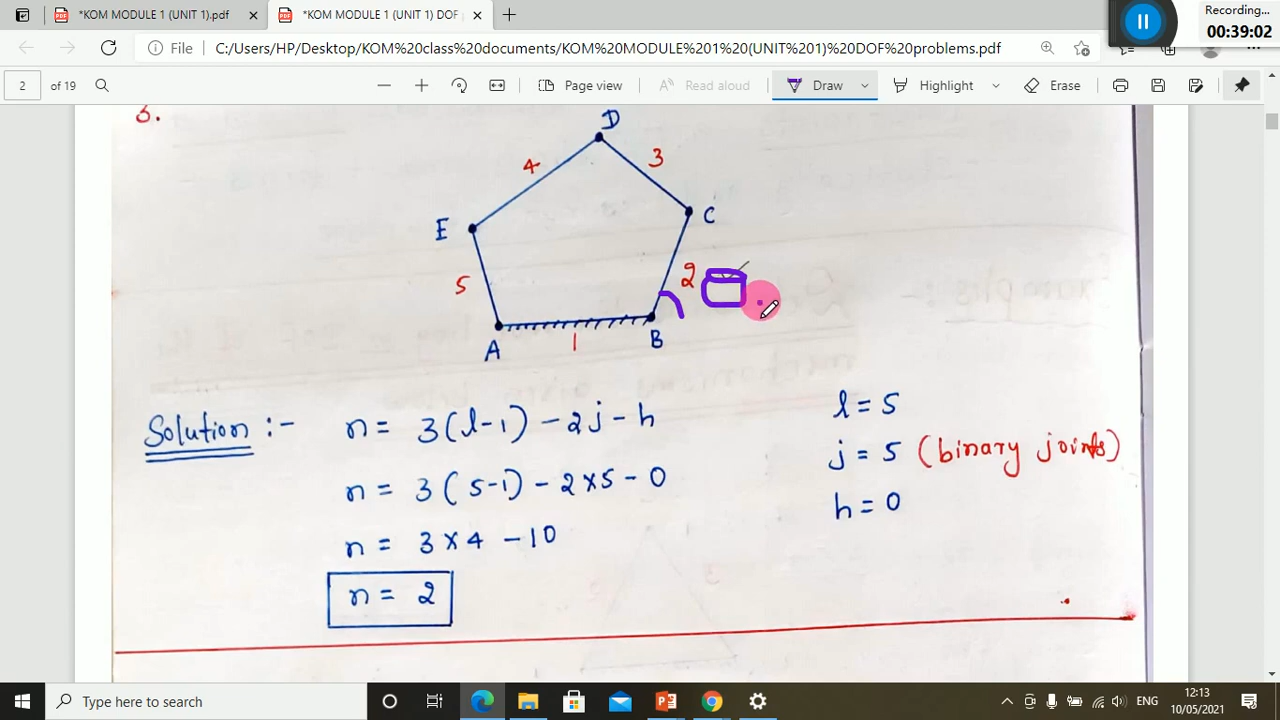 *KOM MODULE 1 (UNIT 1).pdf
*KOM MODULE 1 (UNIT 1) DOF
Recording...
00:39:02
File
C:/Users/HP/Desktop/KOM%20class%20documents/KOM%20MODULE%201%20(UNIT%201)%20DOF%20problems.pdf
2 of 19
Page view
Read aloud
Draw
Highlight
Erase
D
4
3
E
C
5
2
A
1
B
Solution :- n = 3(l-1) - 2j - h
l = 5
n = 3(5-1) - 2×5 - 0
j = 5 (binary joints)
n = 3×4 - 10
h = 0
n = 2
Type here to search
ENG
12:13
10/05/2021